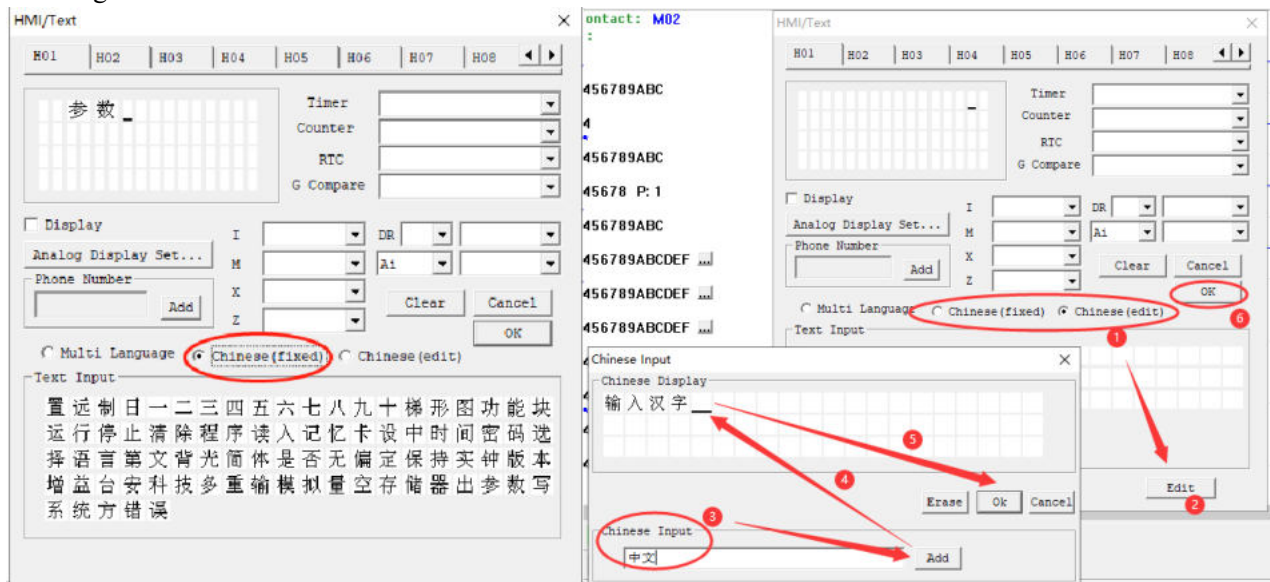 HMI/Text
H01 H02 H03 H04 H05 H06 H07 H08
参数_
Timer
Counter
RTC
G Compare
Display
I
DR
Analog Display Set...
M
Ai
Phone Number
X
Clear
Cancel
Add
Z
OK
Multi Language
Chinese(fixed)
Chinese(edit)
Text Input
置远制日一二三四五六七八九十梯形图功能块
运行停止清除程序读入记忆卡设中时间密码选
择语言第文背光简体是否无偏定保持实钟版本
增益台安科技多重输模拟量空存储器出参数写
系统方错误
ontact: M02
:
456789ABC
4
456789ABC
45678 P:1
456789ABC
456789ABCDEF ...
456789ABCDEF ...
456789ABCDEF ...
HMI/Text
H01 H02 H03 H04 H05 H06 H07 H08
Timer
Counter
RTC
G Compare
Display
I
DR
Analog Display Set...
M
Ai
Phone Number
X
Clear
Cancel
Add
Z
OK
6
Multi Language
Chinese(fixed)
Chinese(edit)
1
Text Input
Edit
2
Chinese Input
Chinese Display
输入汉字
5
4
Erase
Ok
Cancel
3
Chinese Input
中文
Add